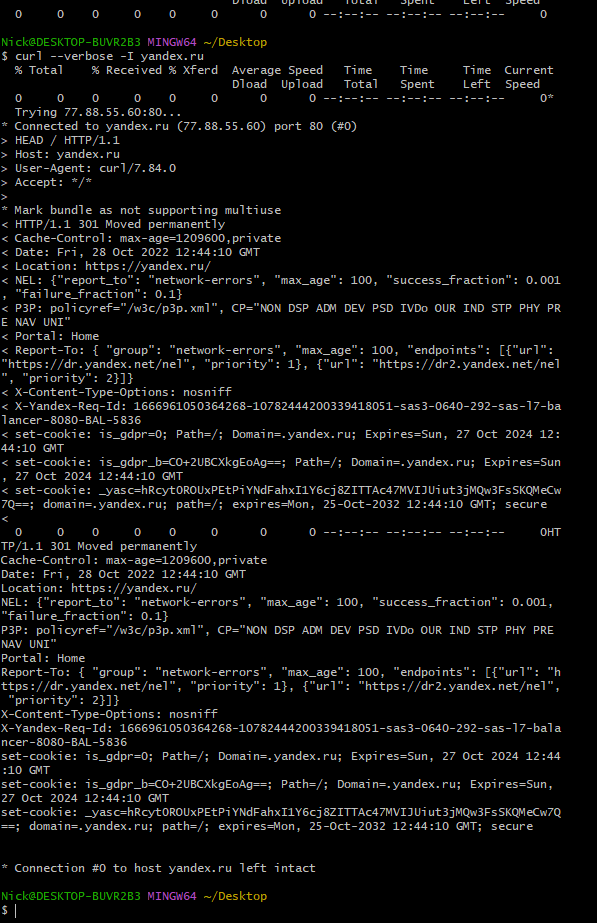 Dload Upload Total Spent Left Speed
0 0 0 0 0 0 0 0 --:--:-- --:--:-- --:--:-- 0
Nick@DESKTOP-BUVR2B3 MINGW64 ~/Desktop
$ curl --verbose -I yandex.ru
% Total % Received % Xferd Average Speed Time Time Time Current
Dload Upload Total Spent Left Speed
0 0 0 0 0 0 0 0 --:--:-- --:--:-- --:--:-- 0*
Trying 77.88.55.60:80...
* Connected to yandex.ru (77.88.55.60) port 80 (#0)
> HEAD / HTTP/1.1
> Host: yandex.ru
> User-Agent: curl/7.84.0
> Accept: */*
>
* Mark bundle as not supporting multiuse
< HTTP/1.1 301 Moved permanently
< Cache-Control: max-age=1209600,private
< Date: Fri, 28 Oct 2022 12:44:10 GMT
< Location: https://yandex.ru/
< NEL: {"report_to": "network-errors", "max_age": 100, "success_fraction": 0.001
, "failure_fraction": 0.1}
< P3P: policyref="/w3c/p3p.xml", CP="NON DSP ADM DEV PSD IVDo OUR IND STP PHY PR
E NAV UNI"
< Portal: Home
< Report-To: { "group": "network-errors", "max_age": 100, "endpoints": [{"url":
"https://dr.yandex.net/nel", "priority": 1}, {"url": "https://dr2.yandex.net/nel
", "priority": 2}]}
< X-Content-Type-Options: nosniff
< X-Yandex-Req-Id: 1666961050364268-10782444200339418051-sas3-0640-292-sas-l7-ba
lancer-8080-BAL-5836
< set-cookie: is_gdpr=0; Path=/; Domain=.yandex.ru; Expires=Sun, 27 Oct 2024 12:
44:10 GMT
< set-cookie: is_gdpr_b=CO+2UBCXkgEoAg==; Path=/; Domain=.yandex.ru; Expires=Sun
, 27 Oct 2024 12:44:10 GMT
< set-cookie: _yasc=hRcytOROUxPEtPiYNdFahxI1Y6cj8ZITTAc47MVIJUiut3jMQw3FsSKQMeCw
7Q==; domain=.yandex.ru; path=/; expires=Mon, 25-Oct-2032 12:44:10 GMT; secure
<
0 0 0 0 0 0 0 0 --:--:-- --:--:-- --:--:-- 0HT
TP/1.1 301 Moved permanently
Cache-Control: max-age=1209600,private
Date: Fri, 28 Oct 2022 12:44:10 GMT
Location: https://yandex.ru/
NEL: {"report_to": "network-errors", "max_age": 100, "success_fraction": 0.001,
"failure_fraction": 0.1}
P3P: policyref="/w3c/p3p.xml", CP="NON DSP ADM DEV PSD IVDo OUR IND STP PHY PRE
NAV UNI"
Portal: Home
Report-To: { "group": "network-errors", "max_age": 100, "endpoints": [{"url": "h
ttps://dr.yandex.net/nel", "priority": 1}, {"url": "https://dr2.yandex.net/nel",
"priority": 2}]}
X-Content-Type-Options: nosniff
X-Yandex-Req-Id: 1666961050364268-10782444200339418051-sas3-0640-292-sas-l7-bala
ncer-8080-BAL-5836
set-cookie: is_gdpr=0; Path=/; Domain=.yandex.ru; Expires=Sun, 27 Oct 2024 12:44
:10 GMT
set-cookie: is_gdpr_b=CO+2UBCXkgEoAg==; Path=/; Domain=.yandex.ru; Expires=Sun,
27 Oct 2024 12:44:10 GMT
set-cookie: _yasc=hRcytOROUxPEtPiYNdFahxI1Y6cj8ZITTAc47MVIJUiut3jMQw3FsSKQMeCw7Q
==; domain=.yandex.ru; path=/; expires=Mon, 25-Oct-2032 12:44:10 GMT; secure
* Connection #0 to host yandex.ru left intact
Nick@DESKTOP-BUVR2B3 MINGW64 ~/Desktop
$